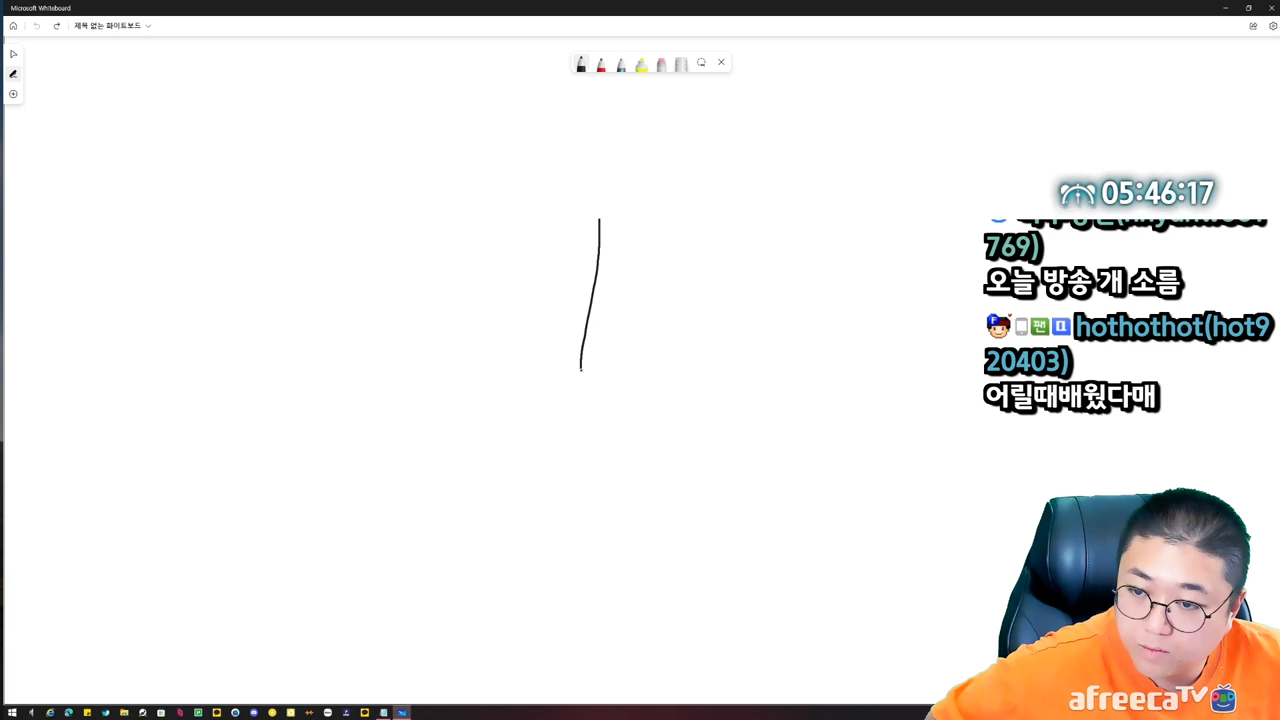 Microsoft Whiteboard
제목 없는 화이트보드
05:46:17
769)
오늘 방송 개 소름
팬 hothothot(hot9
20403)
어릴때배웠다매
afreecaTV